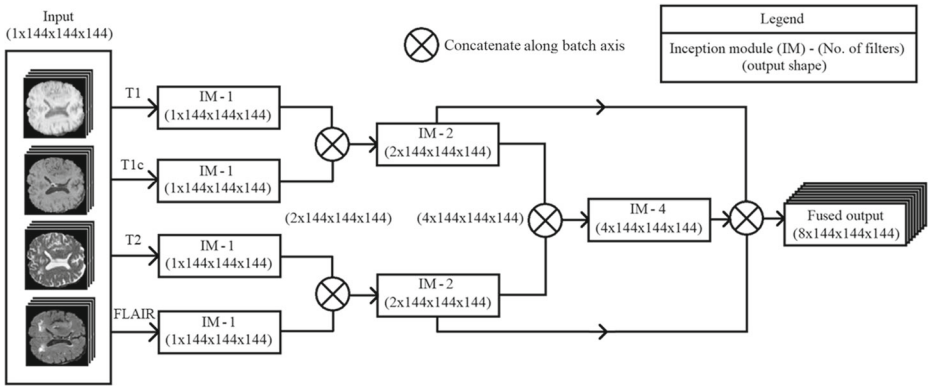 Input
(1x144x144x144)
Concatenate along batch axis
Legend
Inception module (IM) - (No. of filters)
(output shape)
T1
IM - 1
(1x144x144x144)
T1c
IM - 1
(1x144x144x144)
T2
IM - 1
(1x144x144x144)
FLAIR
IM - 1
(1x144x144x144)
(2x144x144x144)
IM - 2
(2x144x144x144)
IM - 2
(2x144x144x144)
(4x144x144x144)
IM - 4
(4x144x144x144)
Fused output
(8x144x144x144)